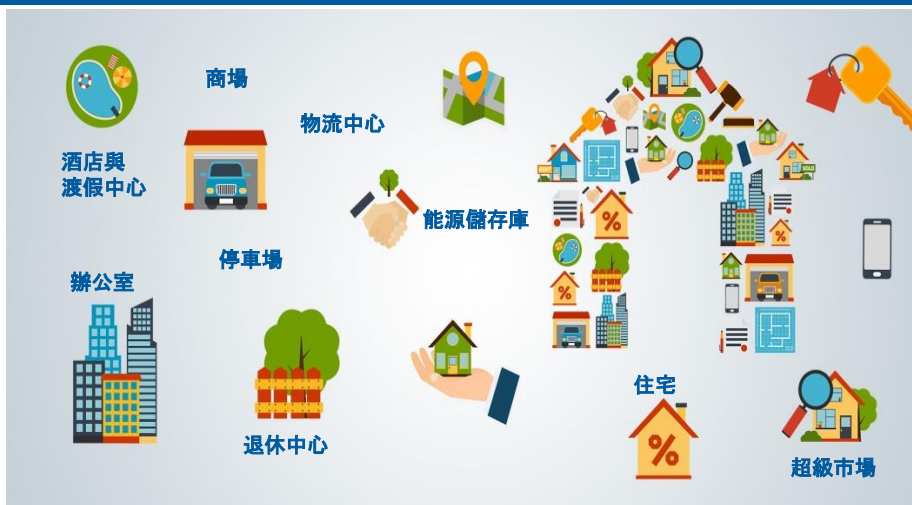 商場
物流中心
酒店與
渡假中心
能源儲存庫
停車場
辦公室
住宅
退休中心
超級市場
%
%
%
%
SOLD